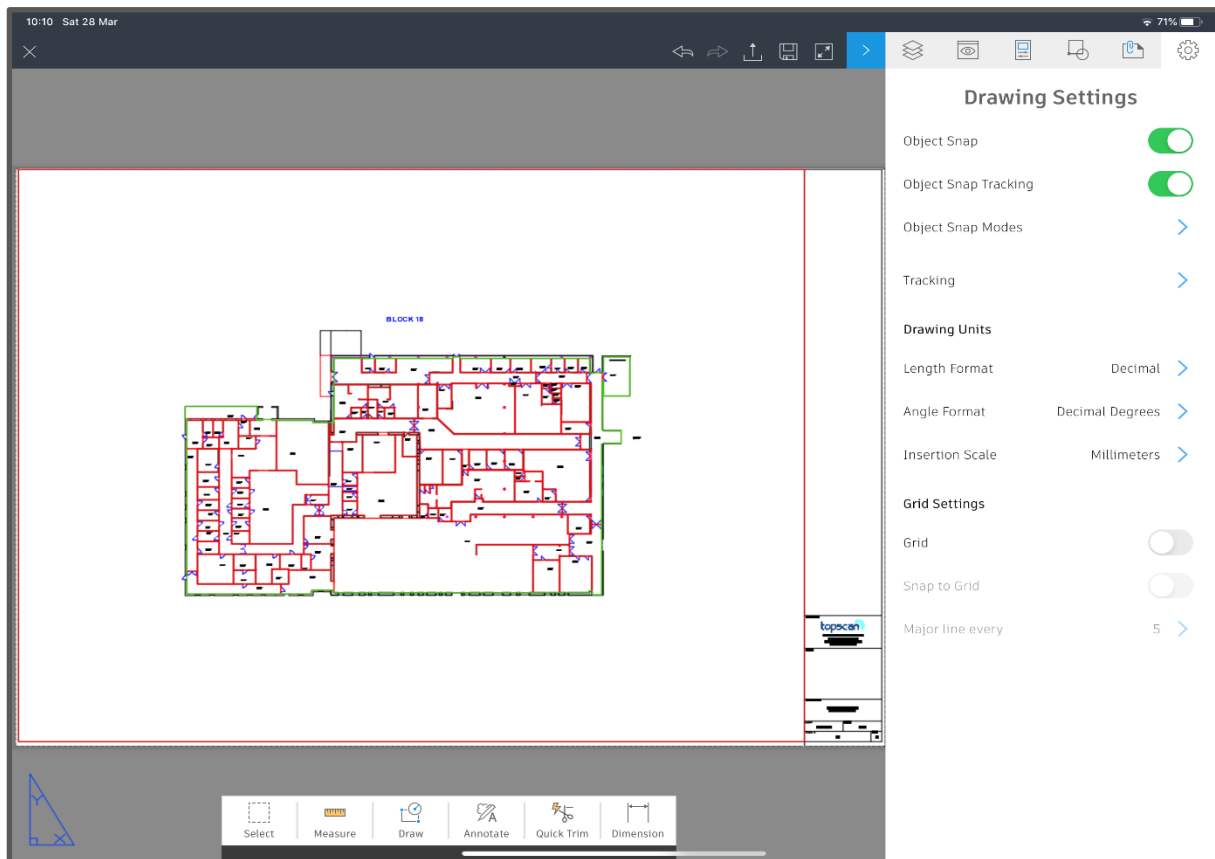 10:10 Sat 28 Mar
71%
Drawing Settings
Object Snap
Object Snap Tracking
Object Snap Modes
Tracking
Drawing Units
Length Format Decimal
Angle Format Decimal Degrees
Insertion Scale Millimeters
Grid Settings
Grid
Snap to Grid
Major line every 5
BLOCK 18
topscan
Y
X
Select Measure Draw Annotate Quick Trim Dimension